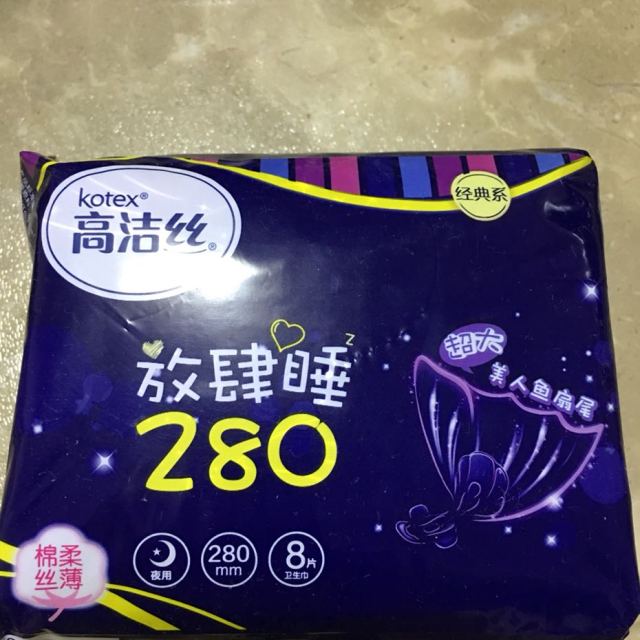 kotex®
高洁丝®
经典系
放肆睡
z
280
超大
美人鱼扇尾
棉柔
丝薄
夜用
280
mm
8片
卫生巾